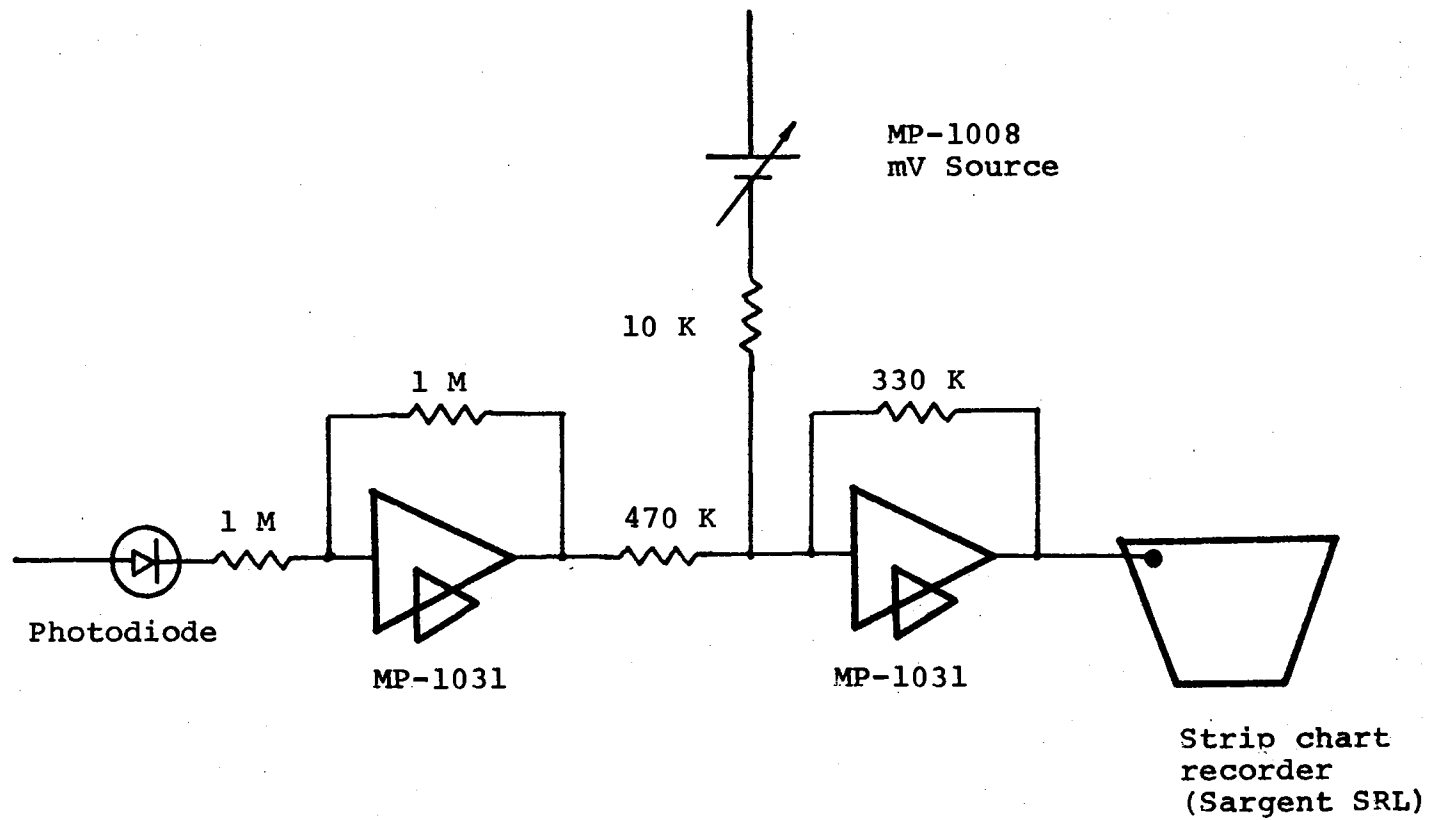 MP-1008
mV Source
10 K
1 M
330 K
1 M
470 K
Photodiode
MP-1031
MP-1031
Strip chart
recorder
(Sargent SRL)